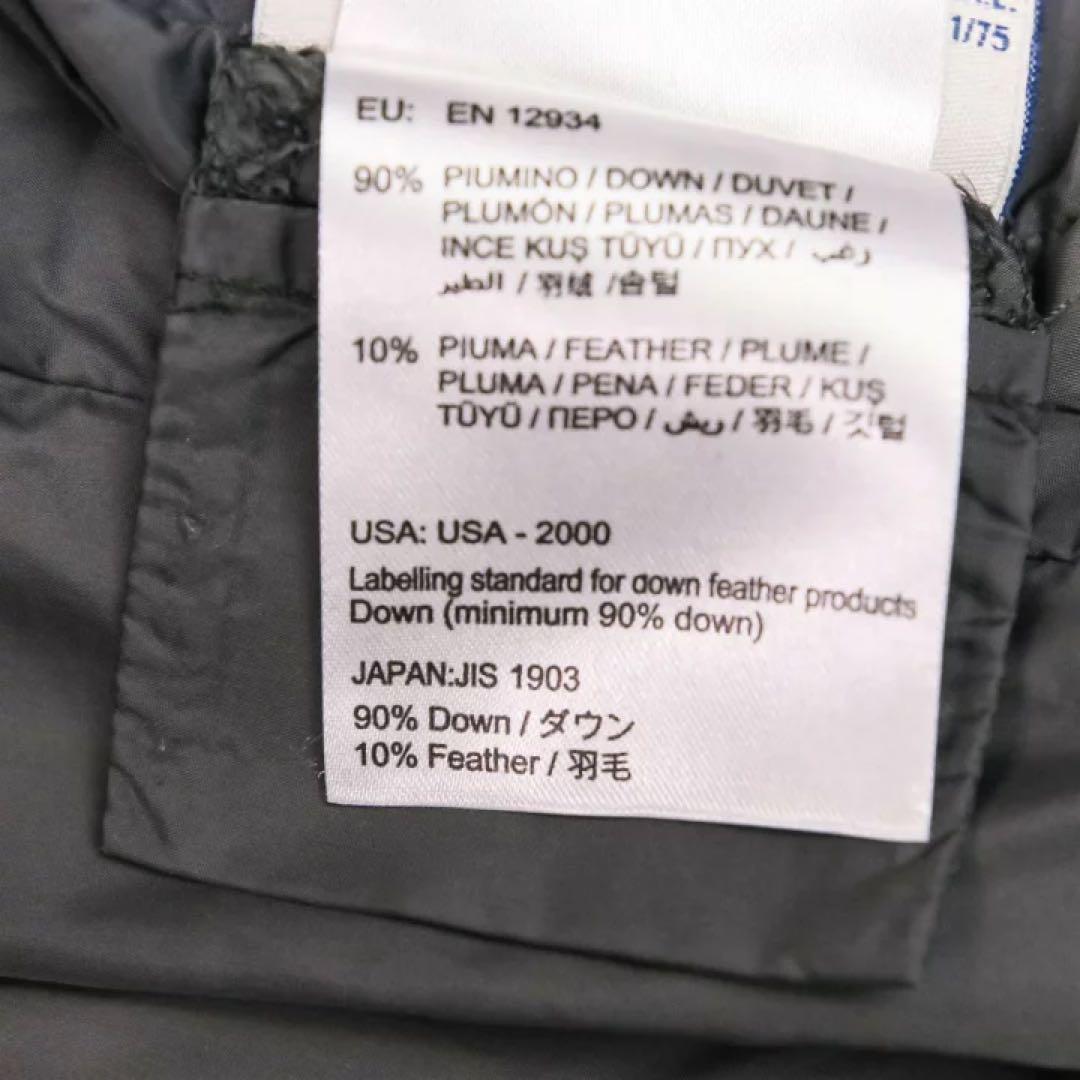 1/75
EU: EN 12934
90% PIUMINO / DOWN / DUVET /
PLUMÓN / PLUMAS / DAUNE /
INCE KUŞ TÜYÜ / ПУХ / زغب
الطير / 羽绒 /솜털
10% PIUMA / FEATHER / PLUME /
PLUMA / PENA / FEDER / KUŞ
TÜYÜ / ПЕРО / ريش / 羽毛 / 깃털
USA: USA - 2000
Labelling standard for down feather products
Down (minimum 90% down)
JAPAN:JIS 1903
90% Down / ダウン
10% Feather / 羽毛